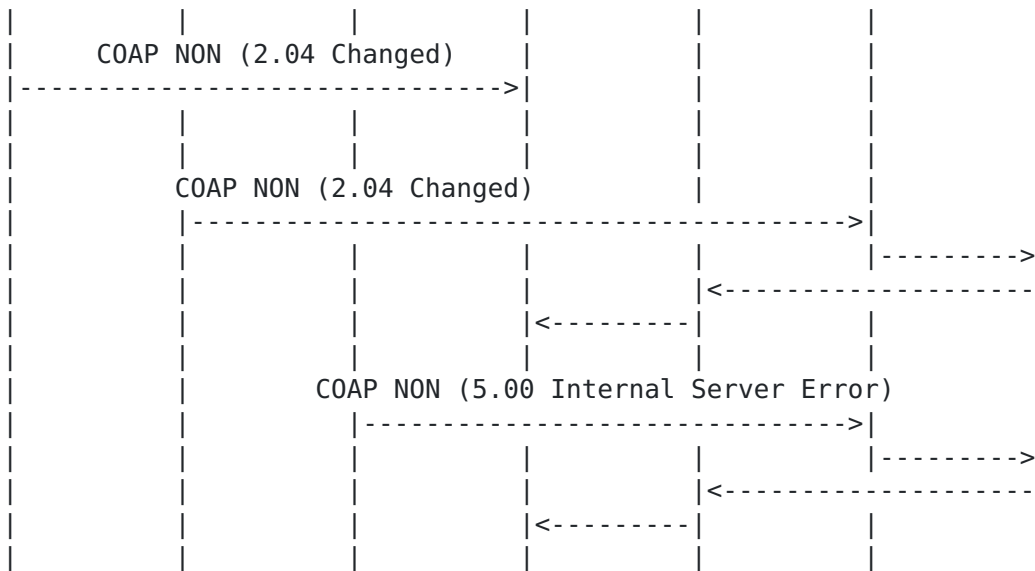 COAP NON (2.04 Changed)
COAP NON (2.04 Changed)
COAP NON (5.00 Internal Server Error)